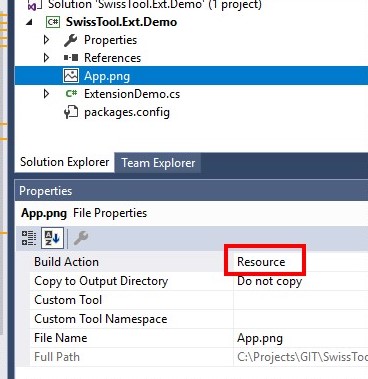 Solution 'SwissTool.Ext.Demo' (1 project)
SwissTool.Ext.Demo
Properties
References
App.png
ExtensionDemo.cs
packages.config
Solution Explorer Team Explorer
Properties
App.png File Properties
Build Action Resource
Copy to Output Directory Do not copy
Custom Tool
Custom Tool Namespace
File Name App.png
Full Path C:\Projects\GIT\SwissToo